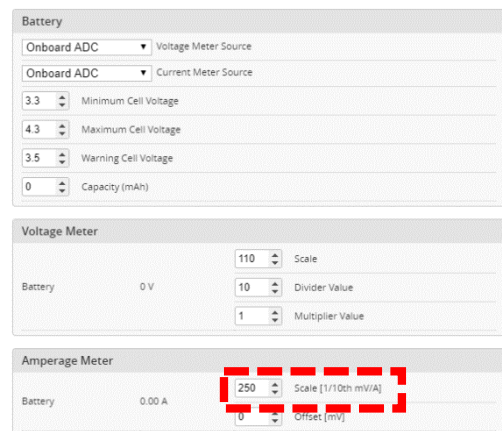 Battery
Onboard ADC Voltage Meter Source
Onboard ADC Current Meter Source
3.3 Minimum Cell Voltage
4.3 Maximum Cell Voltage
3.5 Warning Cell Voltage
0 Capacity (mAh)
Voltage Meter
110 Scale
Battery 0 V 10 Divider Value
1 Multiplier Value
Amperage Meter
250 Scale [1/10th mV/A]
Battery 0.00 A
0 Offset [mV]